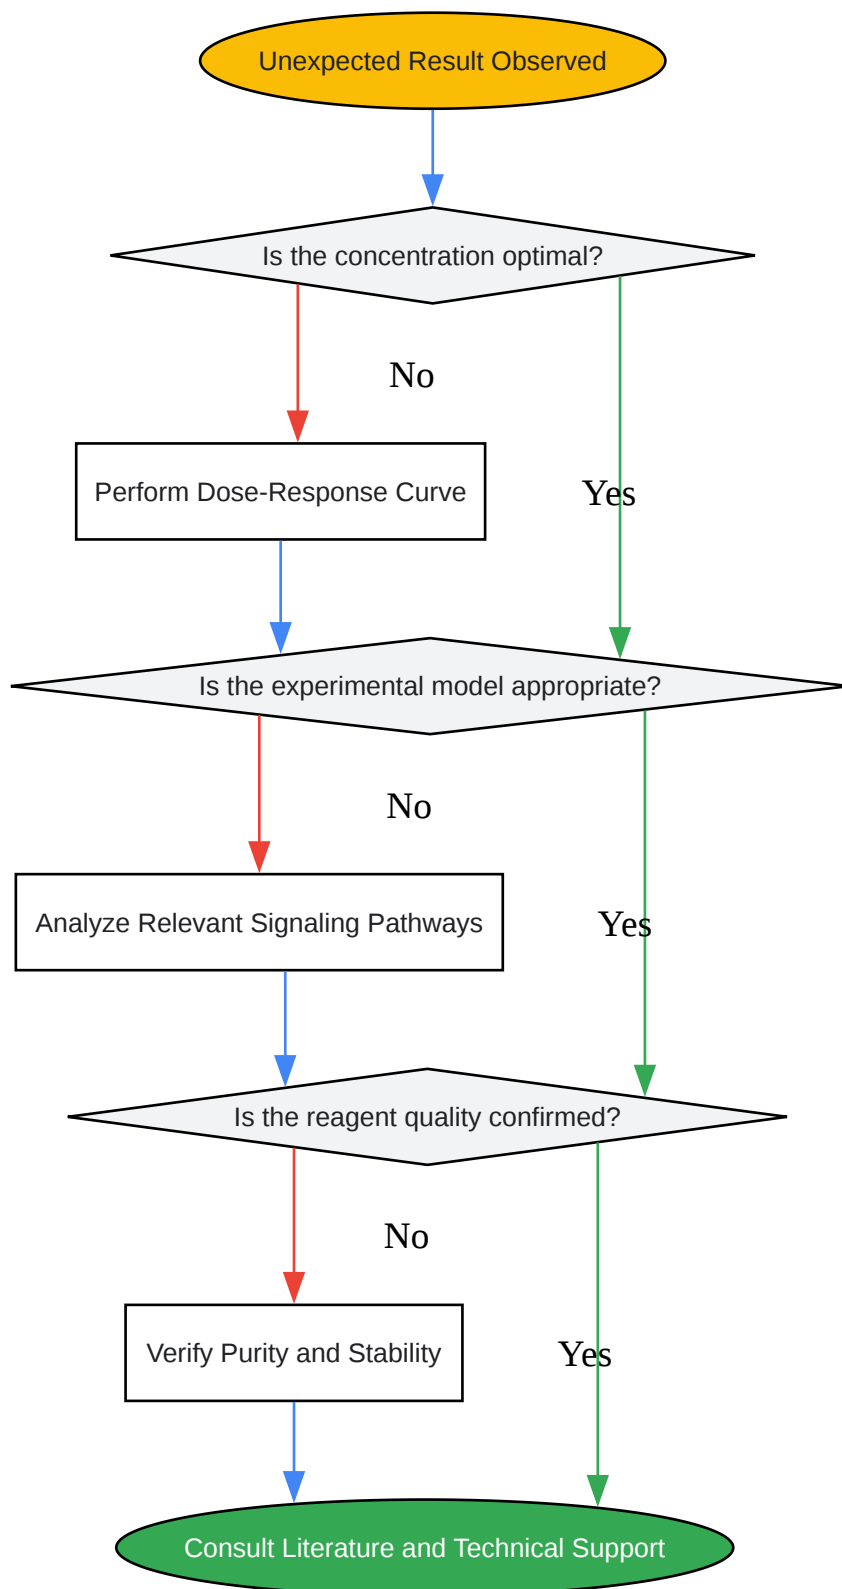 Unexpected Result Observed
Is the concentration optimal?
No
Perform Dose-Response Curve
Yes
Is the experimental model appropriate?
No
Analyze Relevant Signaling Pathways
Yes
Is the reagent quality confirmed?
No
Verify Purity and Stability
Yes
Consult Literature and Technical Support